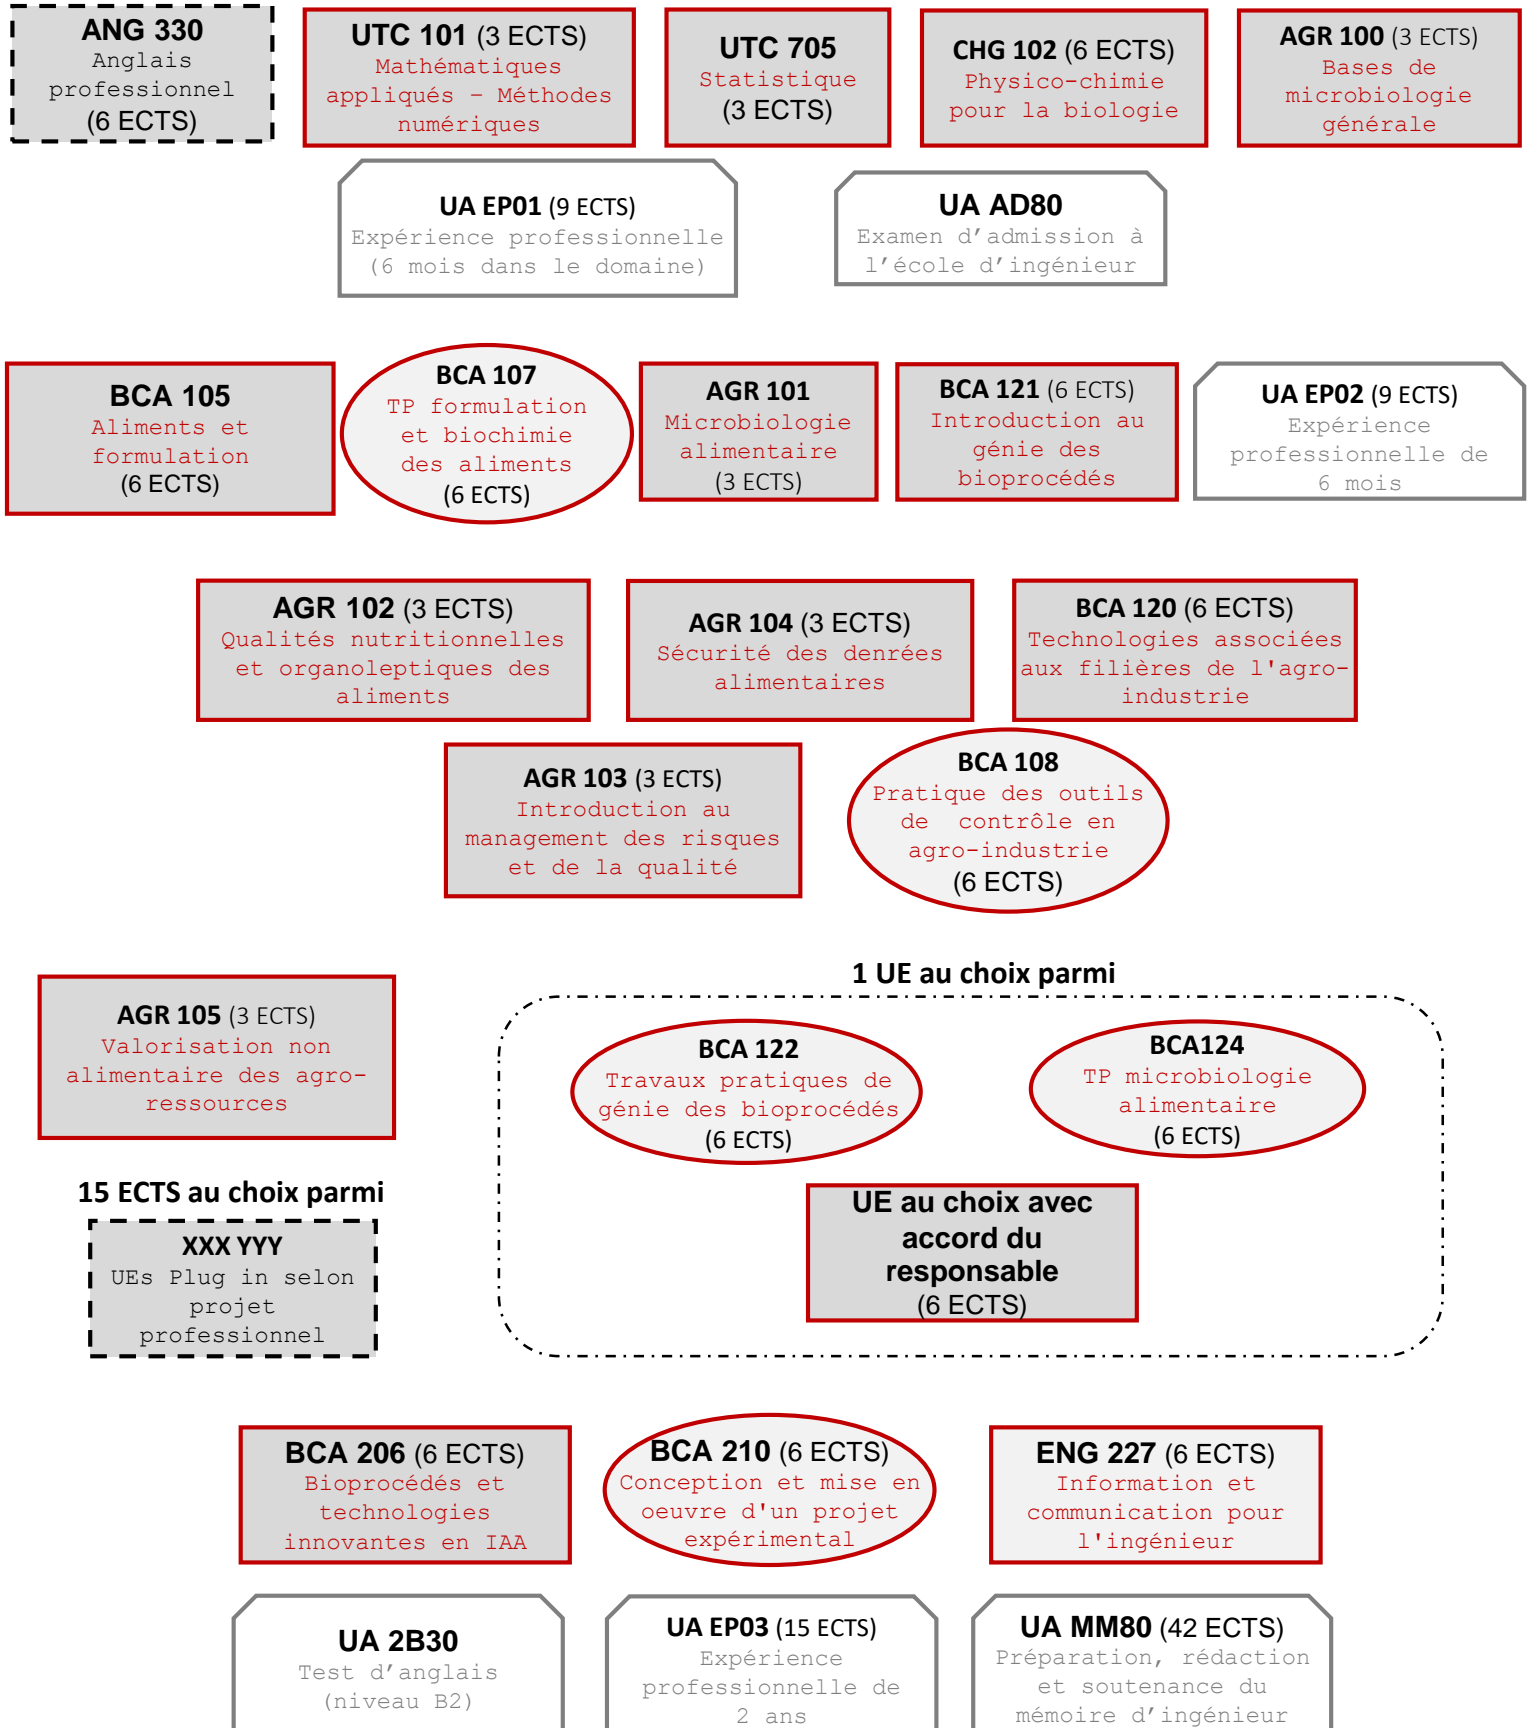 ANG 330
Anglais
professionnel
(6 ECTS)
UTC 101 (3 ECTS)
Mathématiques
appliqués – Méthodes
numériques
UTC 705
Statistique
(3 ECTS)
CHG 102 (6 ECTS)
Physico-chimie
pour la biologie
AGR 100 (3 ECTS)
Bases de
microbiologie
générale
UA EP01 (9 ECTS)
Expérience professionnelle
(6 mois dans le domaine)
UA AD80
Examen d’admission à
l’école d’ingénieur
BCA 105
Aliments et
formulation
(6 ECTS)
BCA 107
TP formulation
et biochimie
des aliments
(6 ECTS)
AGR 101
Microbiologie
alimentaire
(3 ECTS)
BCA 121 (6 ECTS)
Introduction au
génie des
bioprocédés
UA EP02 (9 ECTS)
Expérience
professionnelle de
6 mois
AGR 102 (3 ECTS)
Qualités nutritionnelles
et organoleptiques des
aliments
AGR 104 (3 ECTS)
Sécurité des denrées
alimentaires
BCA 120 (6 ECTS)
Technologies associées
aux filières de l'agro-
industrie
AGR 103 (3 ECTS)
Introduction au
management des risques
et de la qualité
BCA 108
Pratique des outils
de contrôle en
agro-industrie
(6 ECTS)
AGR 105 (3 ECTS)
Valorisation non
alimentaire des agro-
ressources
15 ECTS au choix parmi
XXX YYY
UEs Plug in selon
projet
professionnel
1 UE au choix parmi
BCA 122
Travaux pratiques de
génie des bioprocédés
(6 ECTS)
BCA124
TP microbiologie
alimentaire
(6 ECTS)
UE au choix avec
accord du
responsable
(6 ECTS)
BCA 206 (6 ECTS)
Bioprocédés et
technologies
innovantes en IAA
BCA 210 (6 ECTS)
Conception et mise en
oeuvre d'un projet
expérimental
ENG 227 (6 ECTS)
Information et
communication pour
l'ingénieur
UA 2B30
Test d’anglais
(niveau B2)
UA EP03 (15 ECTS)
Expérience
professionnelle de
2 ans
UA MM80 (42 ECTS)
Préparation, rédaction
et soutenance du
mémoire d’ingénieur